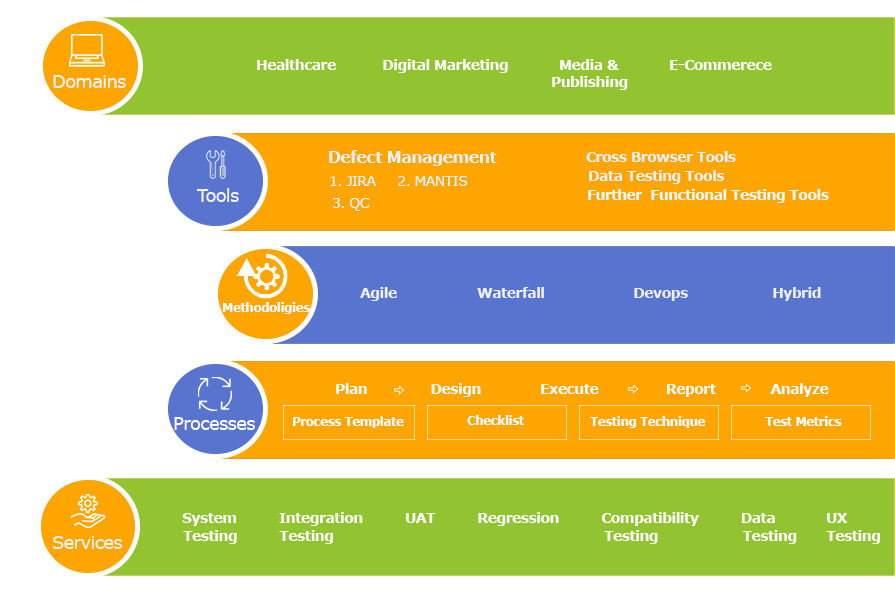 Domains
Healthcare
Digital Marketing
Media &
Publishing
E-Commerece
Tools
Defect Management
1. JIRA 2. MANTIS
3. QC
Cross Browser Tools
Data Testing Tools
Further Functional Testing Tools
Methodoligies
Agile
Waterfall
Devops
Hybrid
Processes
Plan ⇨ Design Execute ⇨ Report ⇨ Analyze
Process Template
Checklist
Testing Technique
Test Metrics
Services
System
Testing
Integration
Testing
UAT
Regression
Compatibility
Testing
Data
Testing
UX
Testing